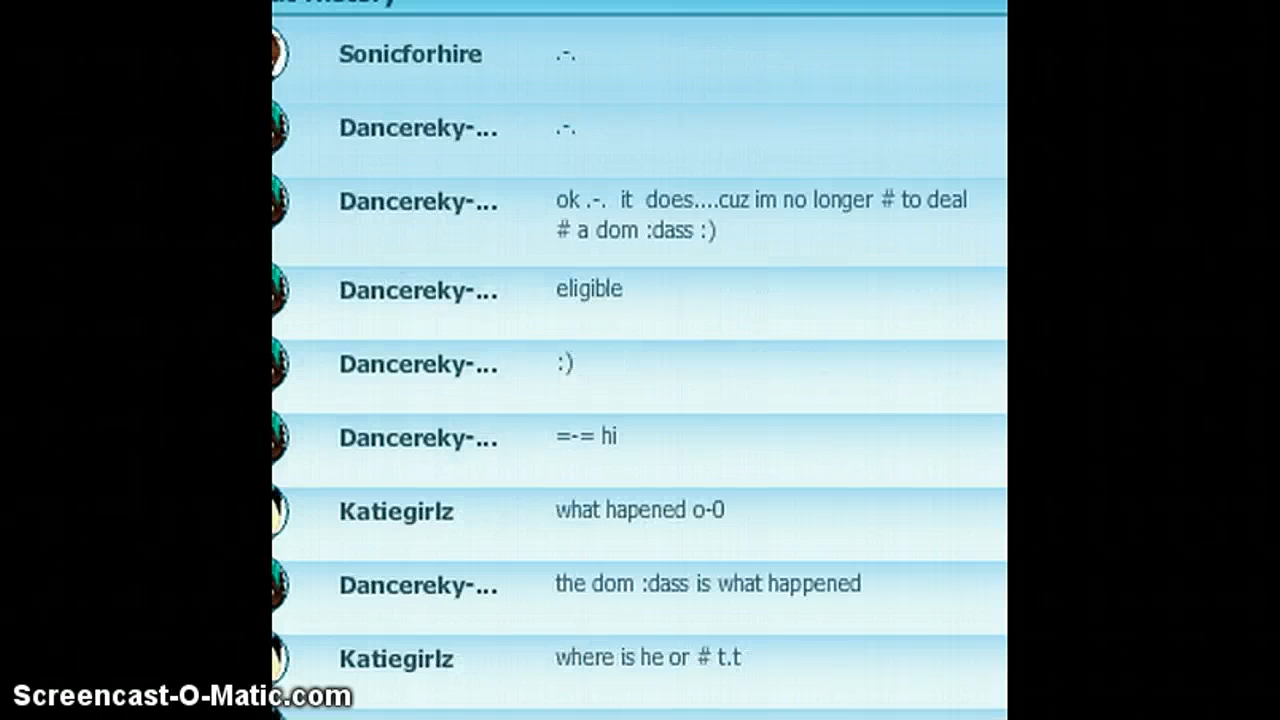 Sonicforhire .-.
Dancereky-... .-.
Dancereky-... ok .-. it does....cuz im no longer # to deal
# a dom :dass :)
Dancereky-... eligible
Dancereky-... :)
Dancereky-... =-= hi
Katiegirlz what hapened o-0
Dancereky-... the dom :dass is what happened
Katiegirlz where is he or # t.t
Screencast-O-Matic.com